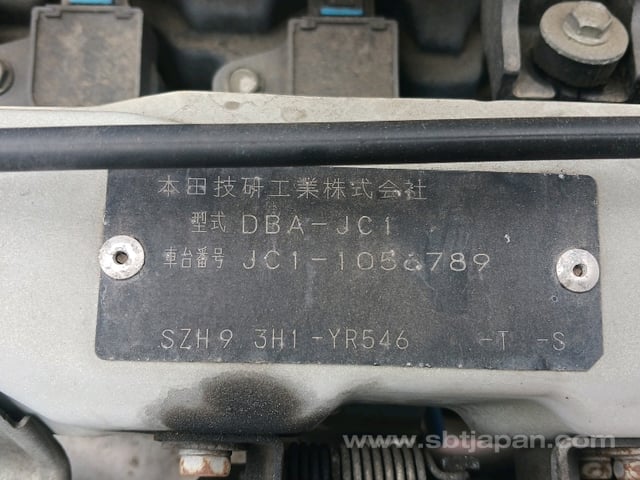 本田技研工業株式会社
型式 DBA-JC1
車台番号 JC1-1056789
SZH9 3H1-YR546 -T -S
www.sbtjapan.com